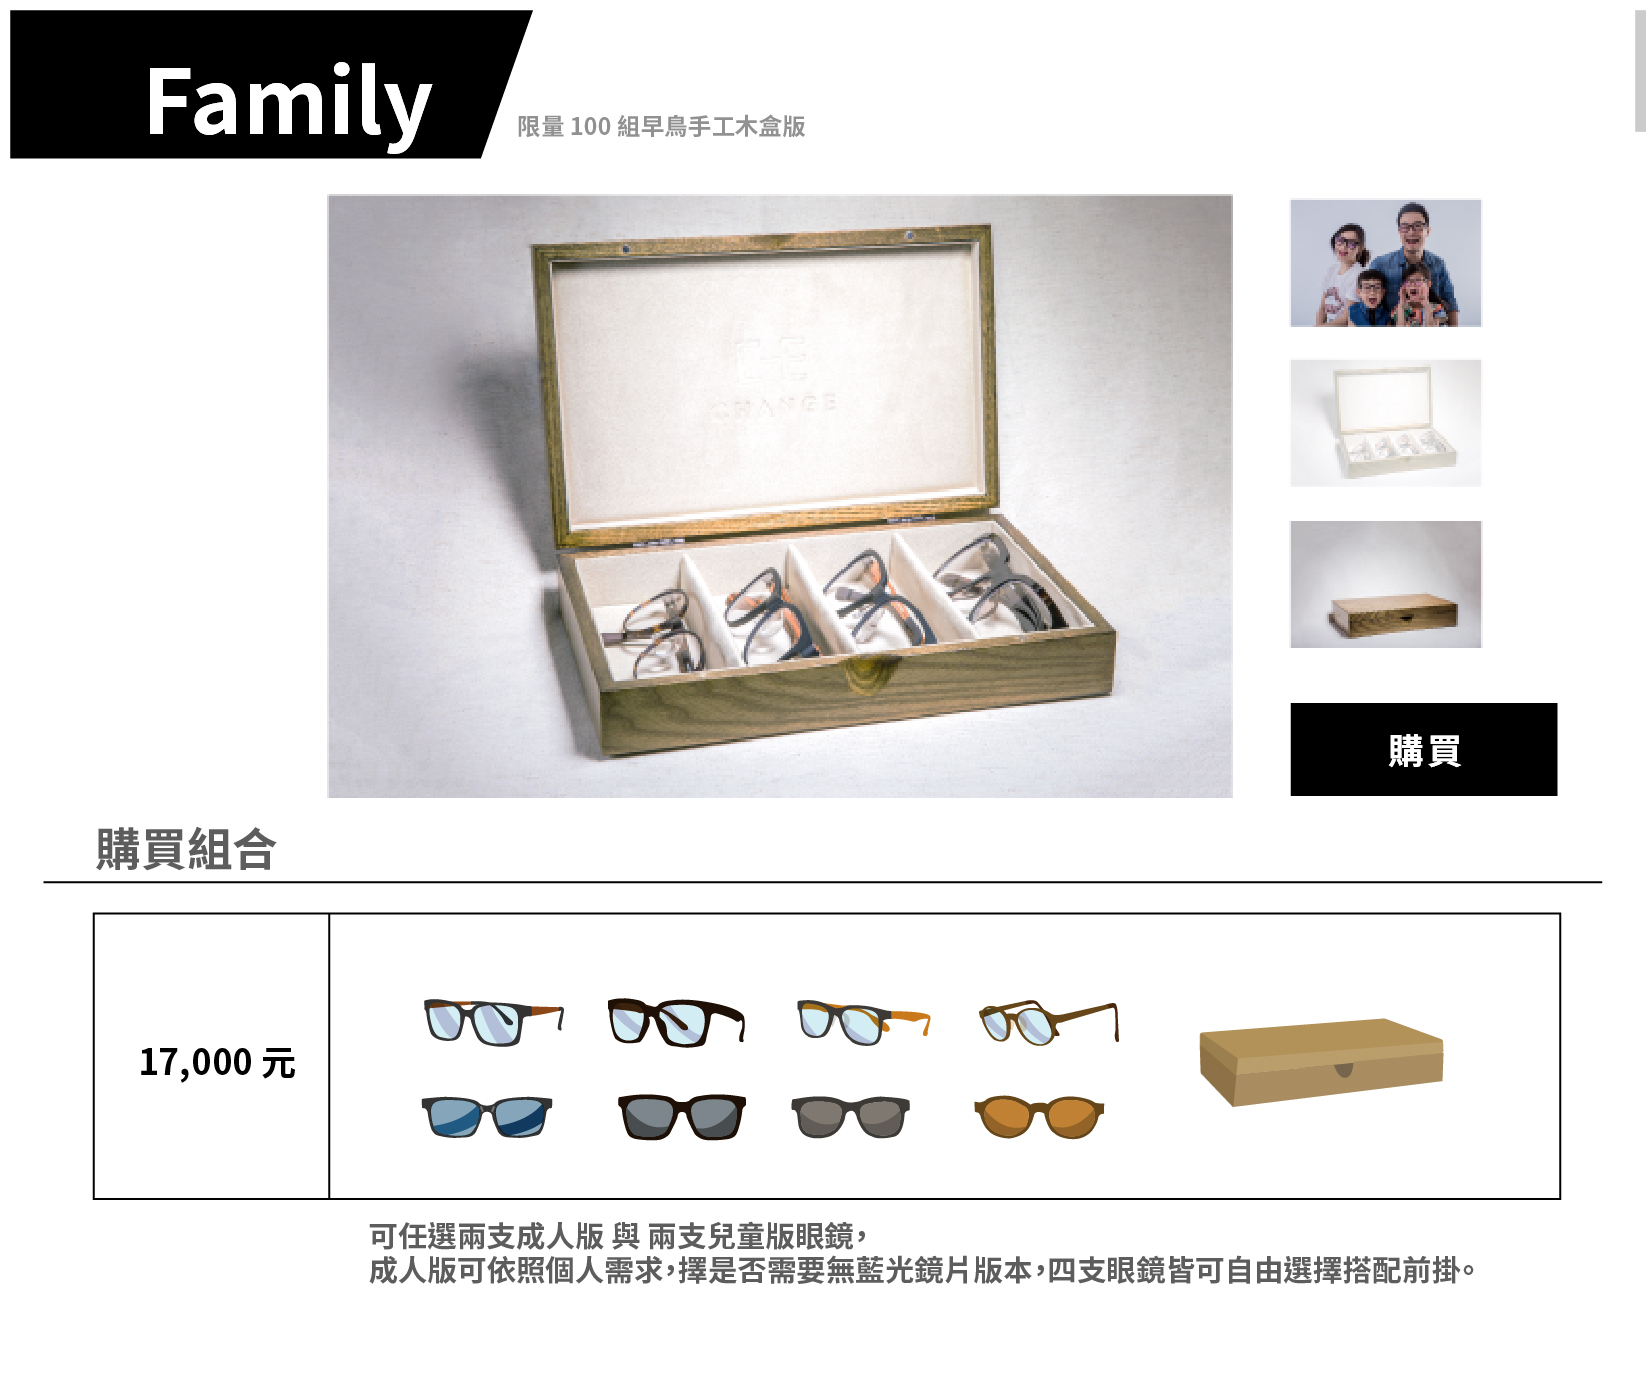 Family
限量 100 組早鳥手工木盒版
CHANGE
購買
購買組合
17,000 元
可任選兩支成人版 與 兩支兒童版眼鏡，
成人版可依照個人需求，擇是否需要無藍光鏡片版本，四支眼鏡皆可自由選擇搭配前掛。